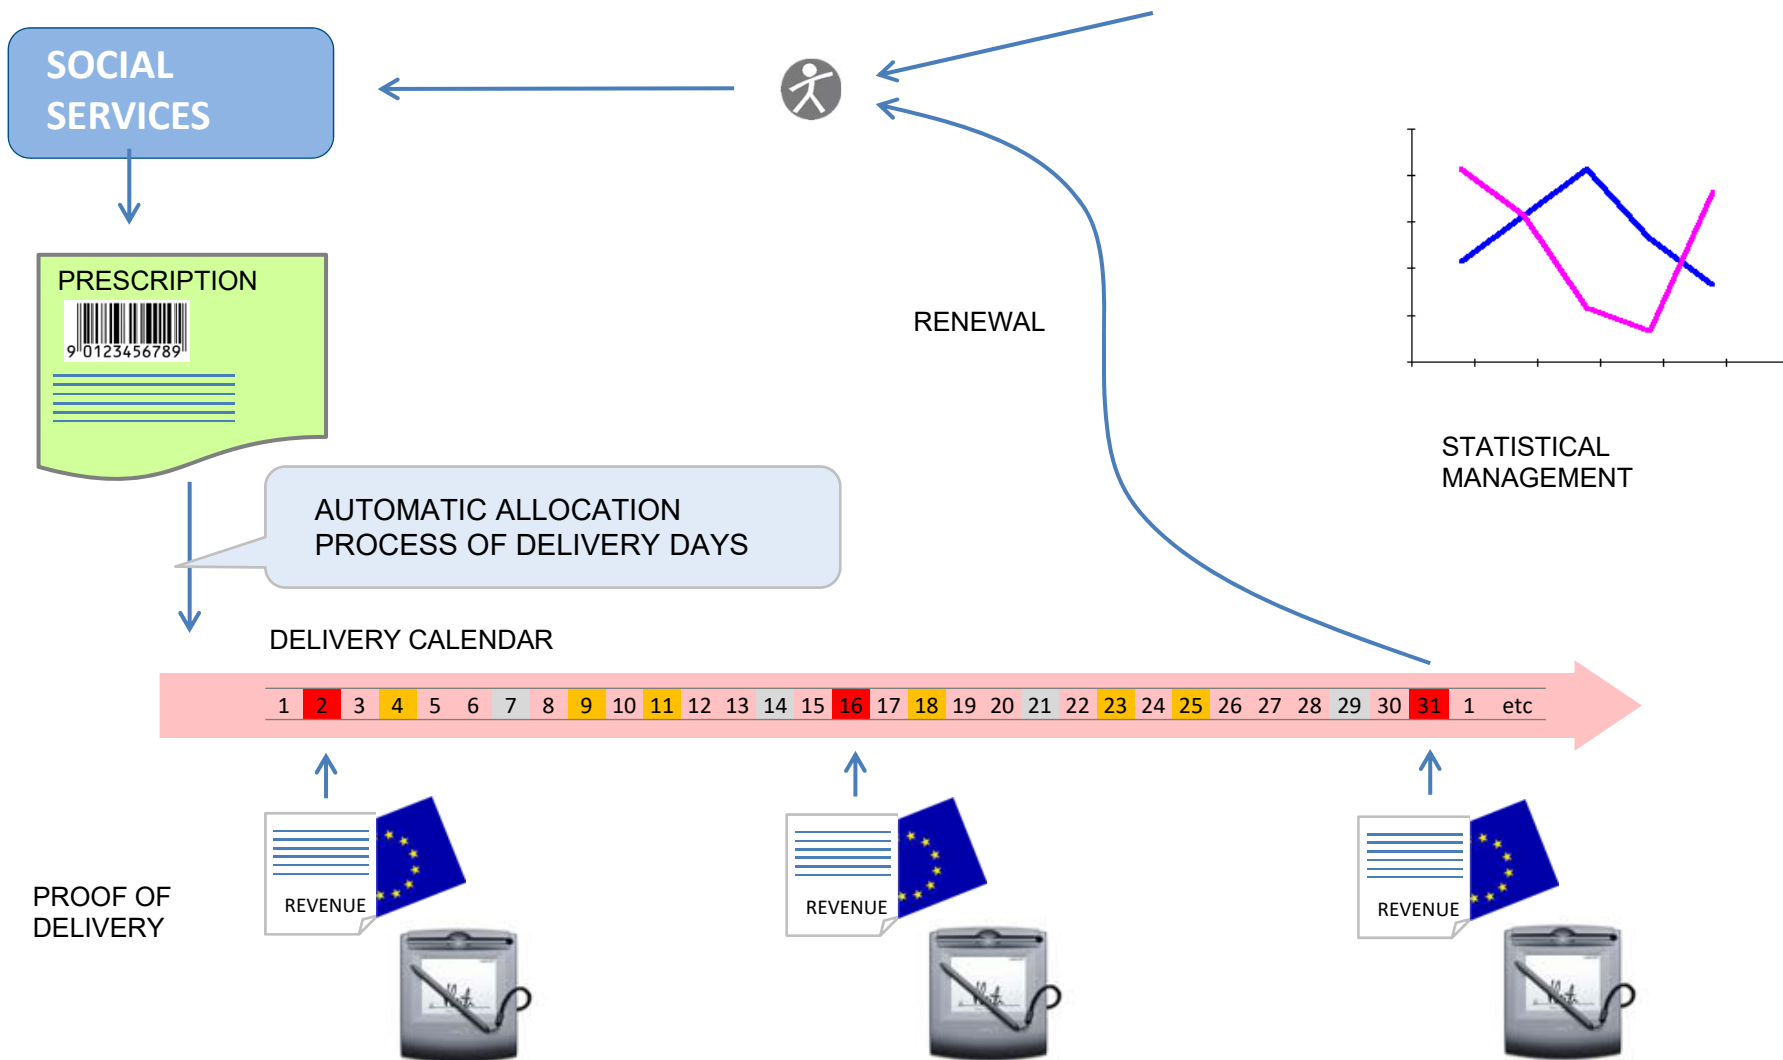 SOCIAL
SERVICES
PRESCRIPTION
9 0123456789
RENEWAL
STATISTICAL
MANAGEMENT
AUTOMATIC ALLOCATION
PROCESS OF DELIVERY DAYS
DELIVERY CALENDAR
1 2 3 4 5 6 7 8 9 10 11 12 13 14 15 16 17 18 19 20 21 22 23 24 25 26 27 28 29 30 31 1 etc
PROOF OF
DELIVERY
REVENUE
REVENUE
REVENUE